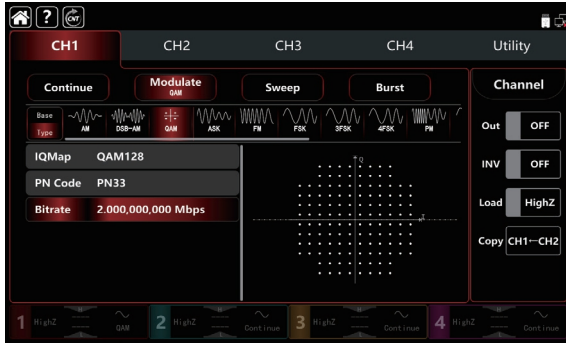 ? CNT
CH1 CH2 CH3 CH4 Utility
Continue Modulate Sweep Burst Channel
QAM
Base
Type AM DSB-AM QAM ASK FM FSK 3FSK 4FSK PM
Out OFF
IQMap QAM128
INV OFF
PN Code PN33
Bitrate 2.000,000,000 Mbps
Load HighZ
Copy CH1←CH2
Q
I
1 HighZ QAM 2 HighZ Continue 3 HighZ Continue 4 HighZ Continue